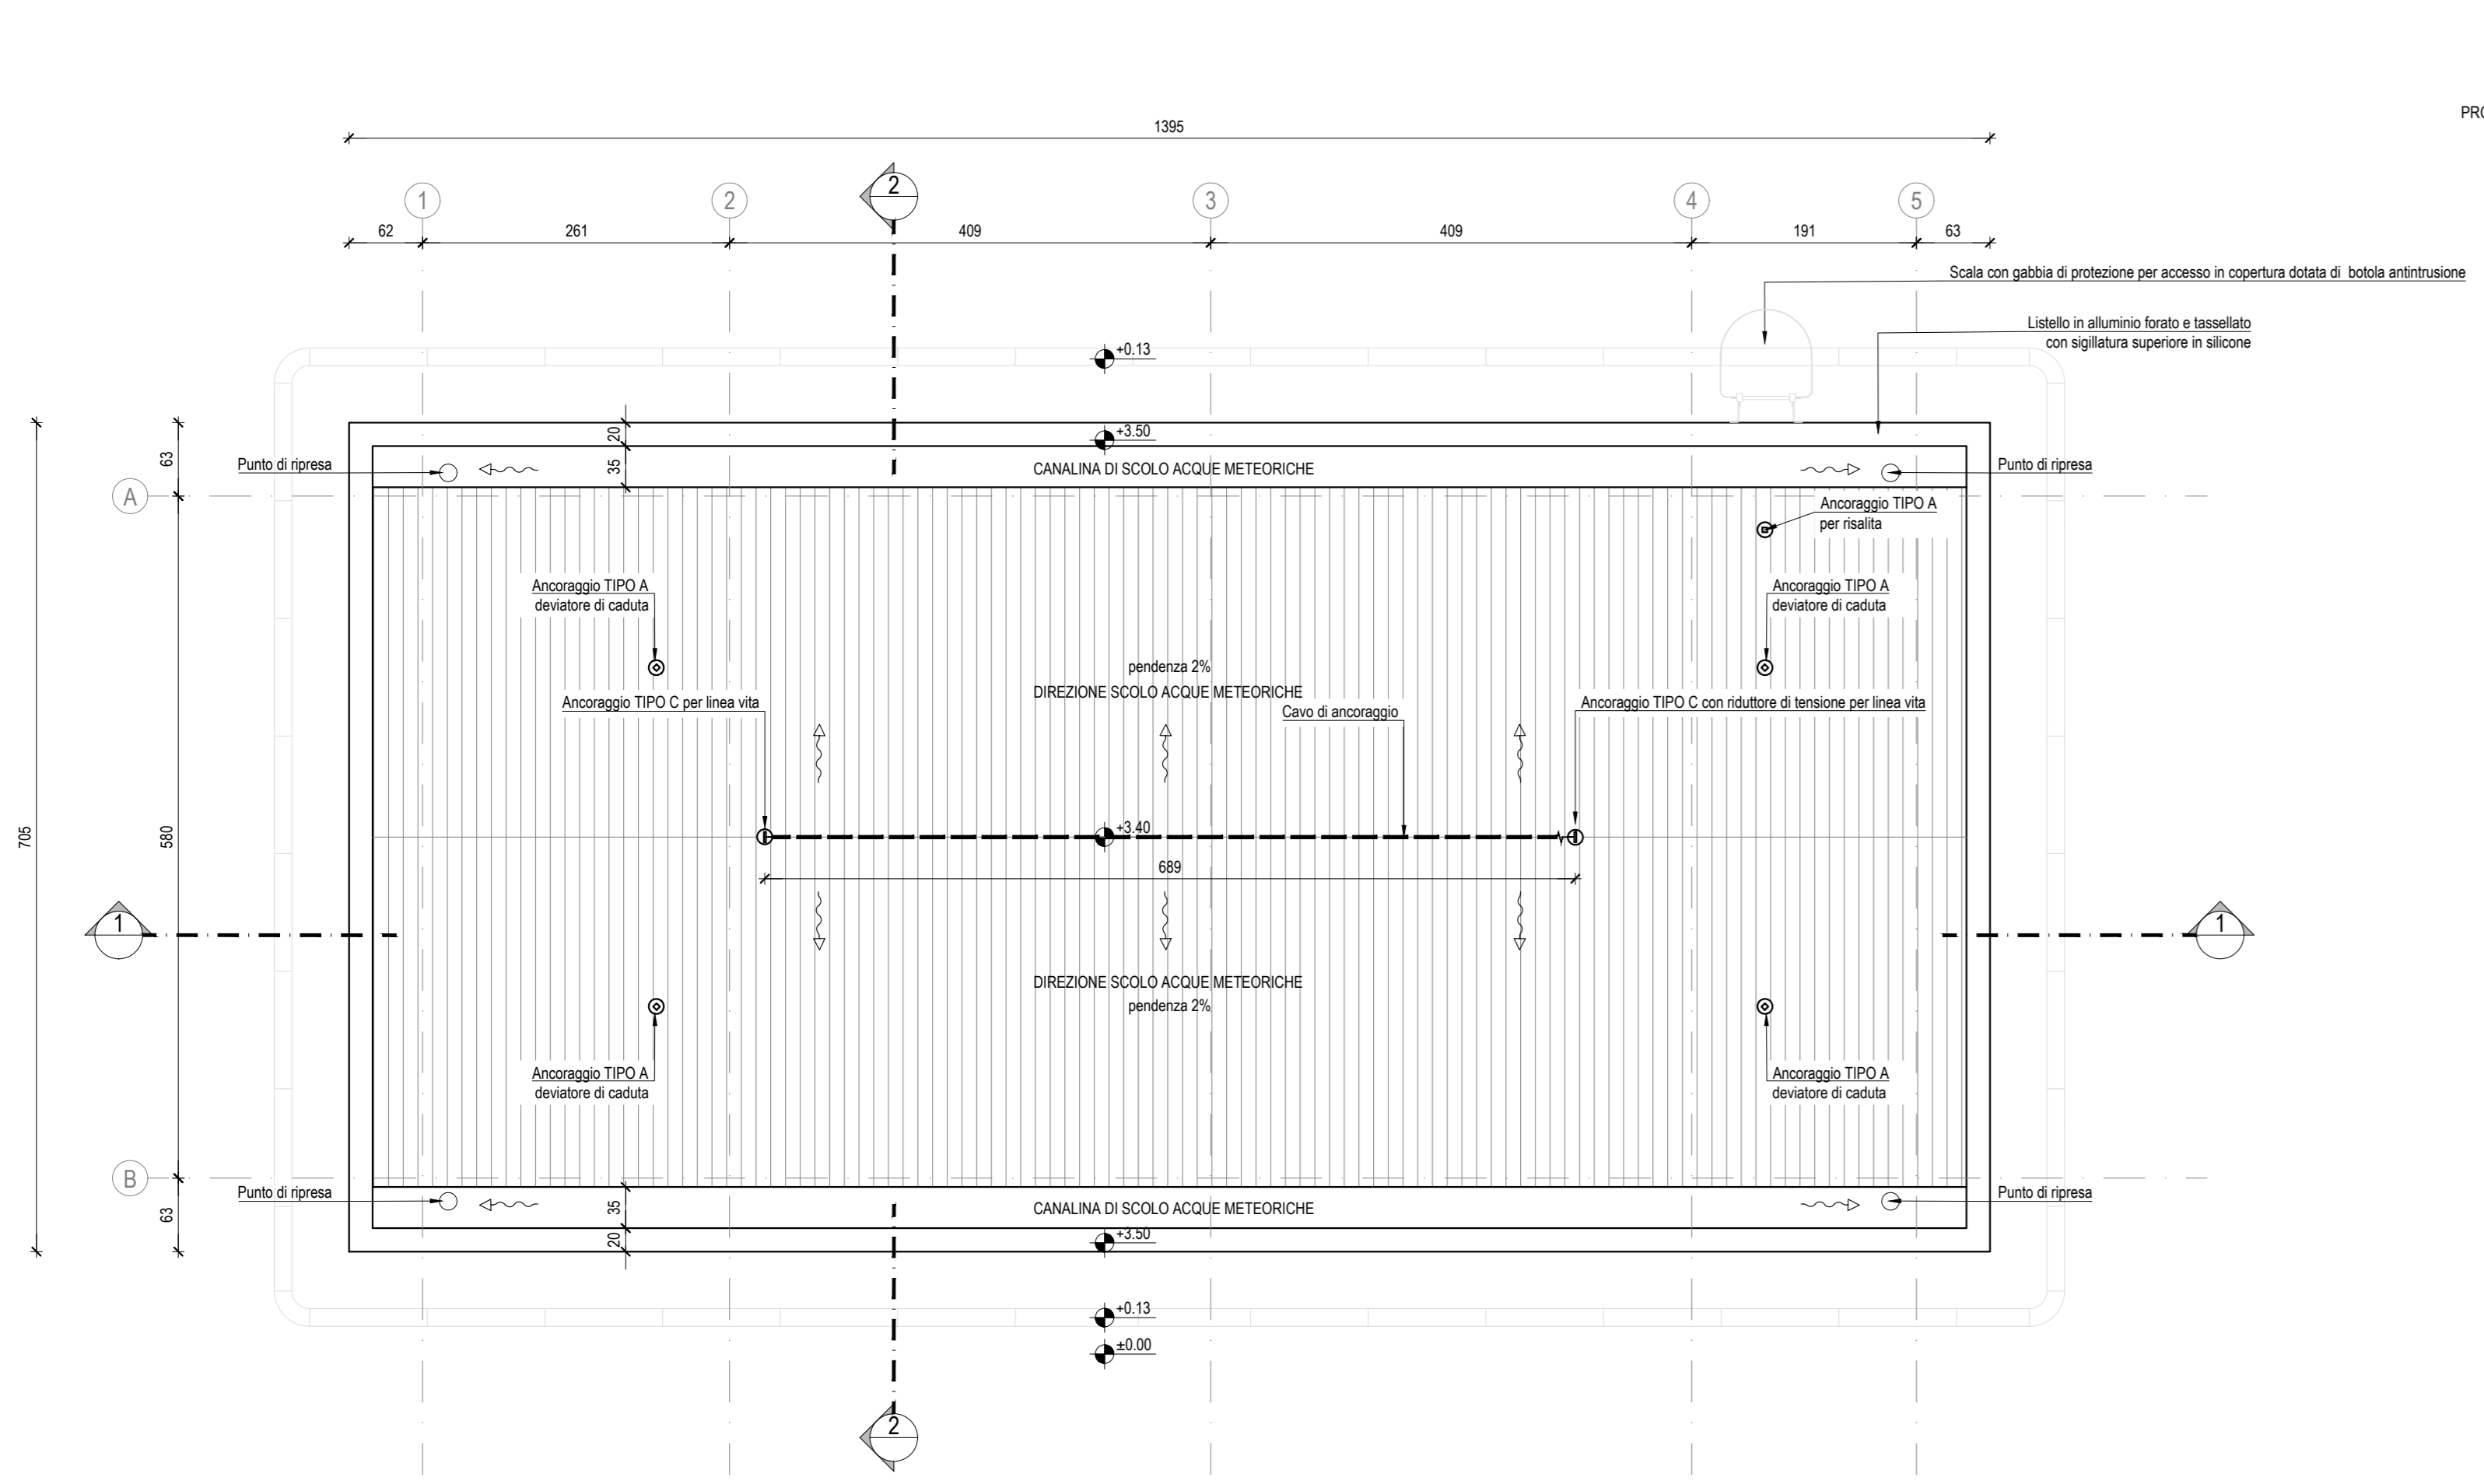 PRO
1395
1
2
2
3
4
5
62
261
409
409
191
63
Scala con gabbia di protezione per accesso in copertura dotata di botola antintrusione
Listello in alluminio forato e tassellato
con sigillatura superiore in silicone
+0.13
20
+3.50
63
Punto di ripresa
35
CANALINA DI SCOLO ACQUE METEORICHE
Punto di ripresa
A
Ancoraggio TIPO A
per risalita
Ancoraggio TIPO A
deviatore di caduta
Ancoraggio TIPO A
deviatore di caduta
pendenza 2%
DIREZIONE SCOLO ACQUE METEORICHE
Ancoraggio TIPO C per linea vita
Cavo di ancoraggio
Ancoraggio TIPO C con riduttore di tensione per linea vita
705
580
+3.40
689
1
1
DIREZIONE SCOLO ACQUE METEORICHE
pendenza 2%
Ancoraggio TIPO A
deviatore di caduta
Ancoraggio TIPO A
deviatore di caduta
B
Punto di ripresa
Punto di ripresa
63
35
CANALINA DI SCOLO ACQUE METEORICHE
20
+3.50
+0.13
±0.00
2